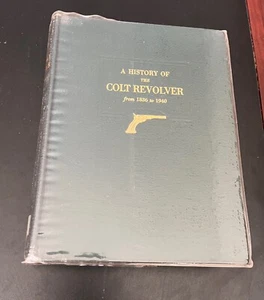 A HISTORY OF
THE
COLT REVOLVER
from 1836 to 1940